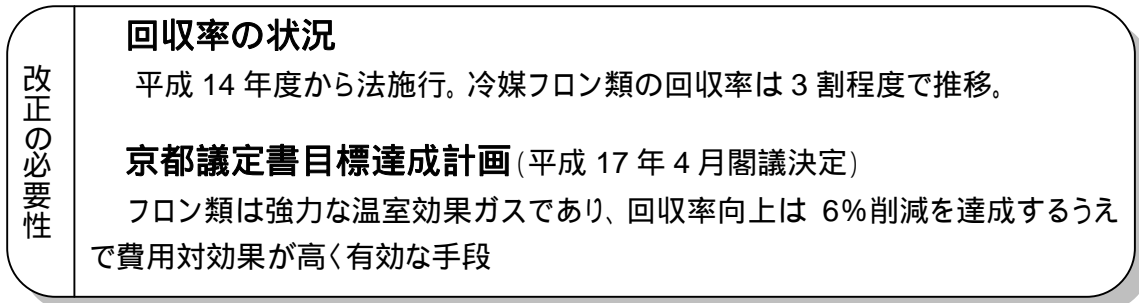 改正の必要性
回収率の状況
平成 14 年度から法施行。冷媒フロン類の回収率は 3 割程度で推移。
京都議定書目標達成計画(平成 17 年 4 月閣議決定)
フロン類は強力な温室効果ガスであり、回収率向上は 6%削減を達成するうえ
で費用対効果が高く有効な手段